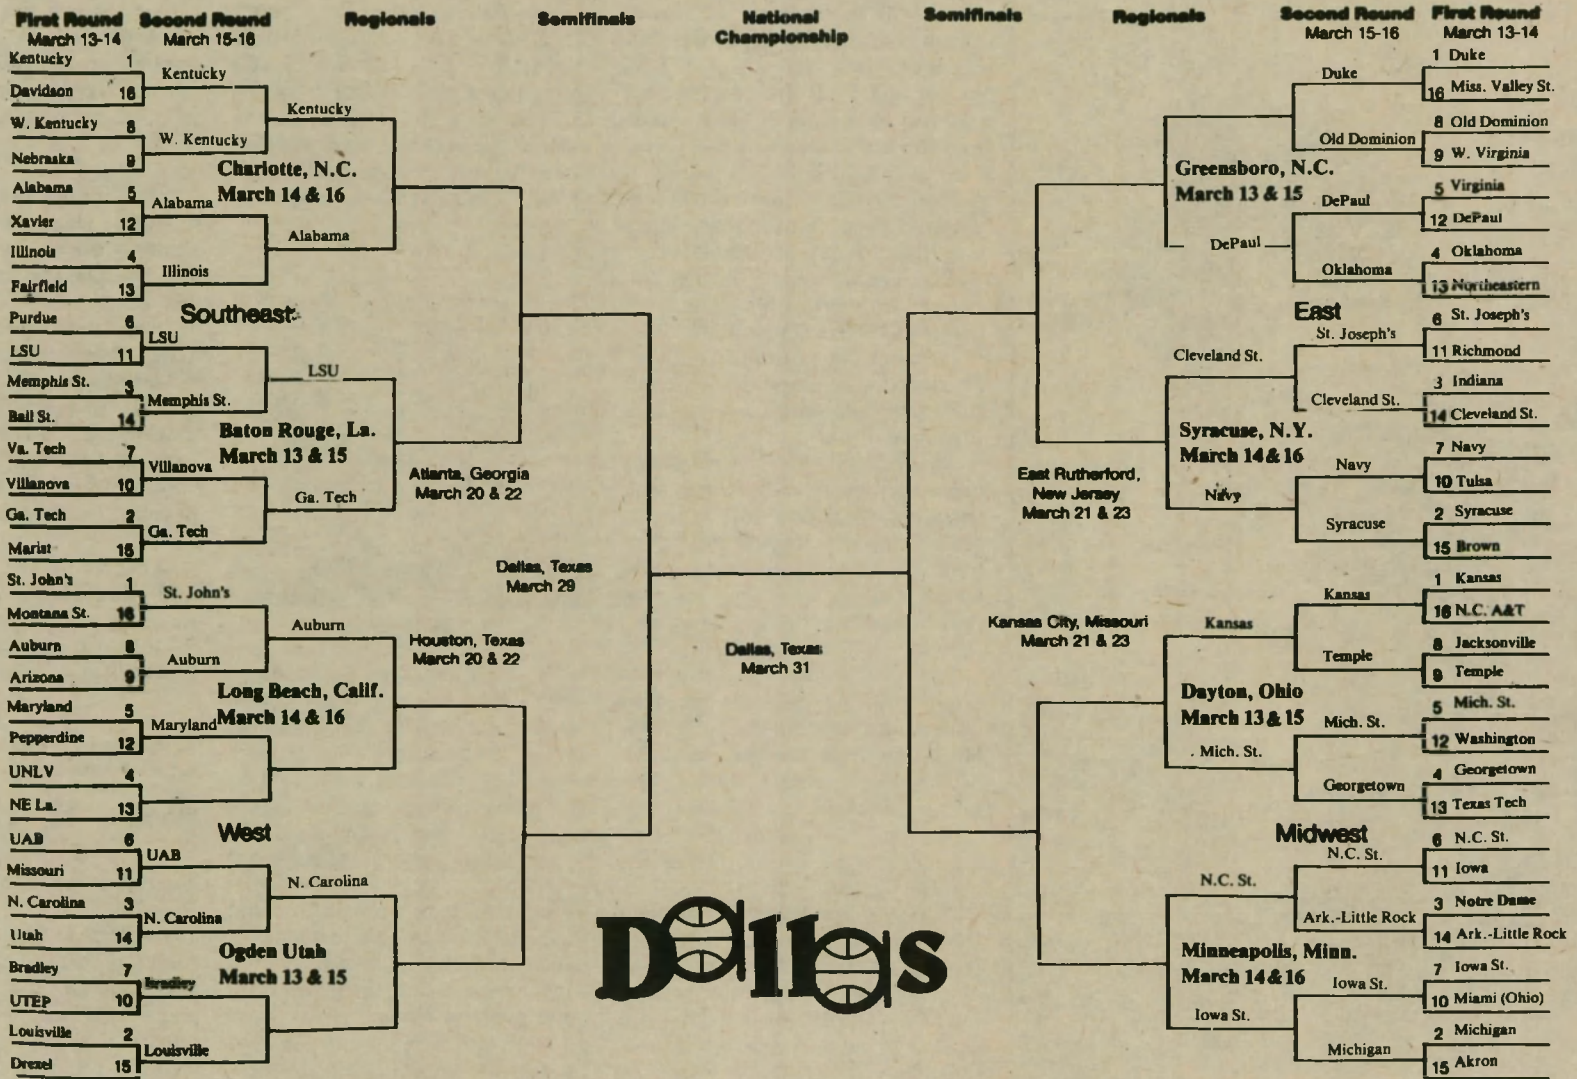 First Round
March 13-14
Second Round
March 15-16
Regionals
Semifinals
National
Championship
Semifinals
Regionals
Second Round
March 15-16
First Round
March 13-14
Kentucky 1
Davidson 16
W. Kentucky 8
Nebraska 9
Alabama 5
Xavier 12
Illinois 4
Fairfield 13
Purdue 6
LSU 11
Memphis St. 3
Ball St. 14
Va. Tech 7
Villanova 10
Ga. Tech 2
Marist 15
St. John's 1
Montana St. 16
Auburn 8
Arizona 9
Maryland 5
Pepperdine 12
UNLV 4
NE La. 13
UAB 6
Missouri 11
N. Carolina 3
Utah 14
Bradley 7
UTEP 10
Louisville 2
Drexel 15
Kentucky
W. Kentucky
Alabama
Illinois
Southeast
LSU
Memphis St.
Villanova
Ga. Tech
St. John's
Auburn
Maryland
West
UAB
N. Carolina
Bradley
Louisville
Kentucky
Charlotte, N.C.
March 14 & 16
Alabama
LSU
Baton Rouge, La.
March 13 & 15
Ga. Tech
Auburn
Long Beach, Calif.
March 14 & 16
N. Carolina
Ogden Utah
March 13 & 15
Atlanta, Georgia
March 20 & 22
Houston, Texas
March 20 & 22
Dallas, Texas
March 29
Dallas, Texas
March 31
Dallas
East Rutherford,
New Jersey
March 21 & 23
Kansas City, Missouri
March 21 & 23
Greensboro, N.C.
March 13 & 15
DePaul
Cleveland St.
Syracuse, N.Y.
March 14 & 16
Navy
Kansas
Dayton, Ohio
March 13 & 15
Mich. St.
N.C. St.
Minneapolis, Minn.
March 14 & 16
Iowa St.
Duke
Old Dominion
DePaul
Oklahoma
East
St. Joseph's
Cleveland St.
Navy
Syracuse
Kansas
Temple
Mich. St.
Georgetown
Midwest
N.C. St.
Ark.-Little Rock
Iowa St.
Michigan
1 Duke
16 Miss. Valley St.
8 Old Dominion
9 W. Virginia
5 Virginia
12 DePaul
4 Oklahoma
13 Northeastern
6 St. Joseph's
11 Richmond
3 Indiana
14 Cleveland St.
7 Navy
10 Tulsa
2 Syracuse
15 Brown
1 Kansas
16 N.C. A&T
8 Jacksonville
9 Temple
5 Mich. St.
12 Washington
4 Georgetown
13 Texas Tech
6 N.C. St.
11 Iowa
3 Notre Dame
14 Ark.-Little Rock
7 Iowa St.
10 Miami (Ohio)
2 Michigan
15 Akron